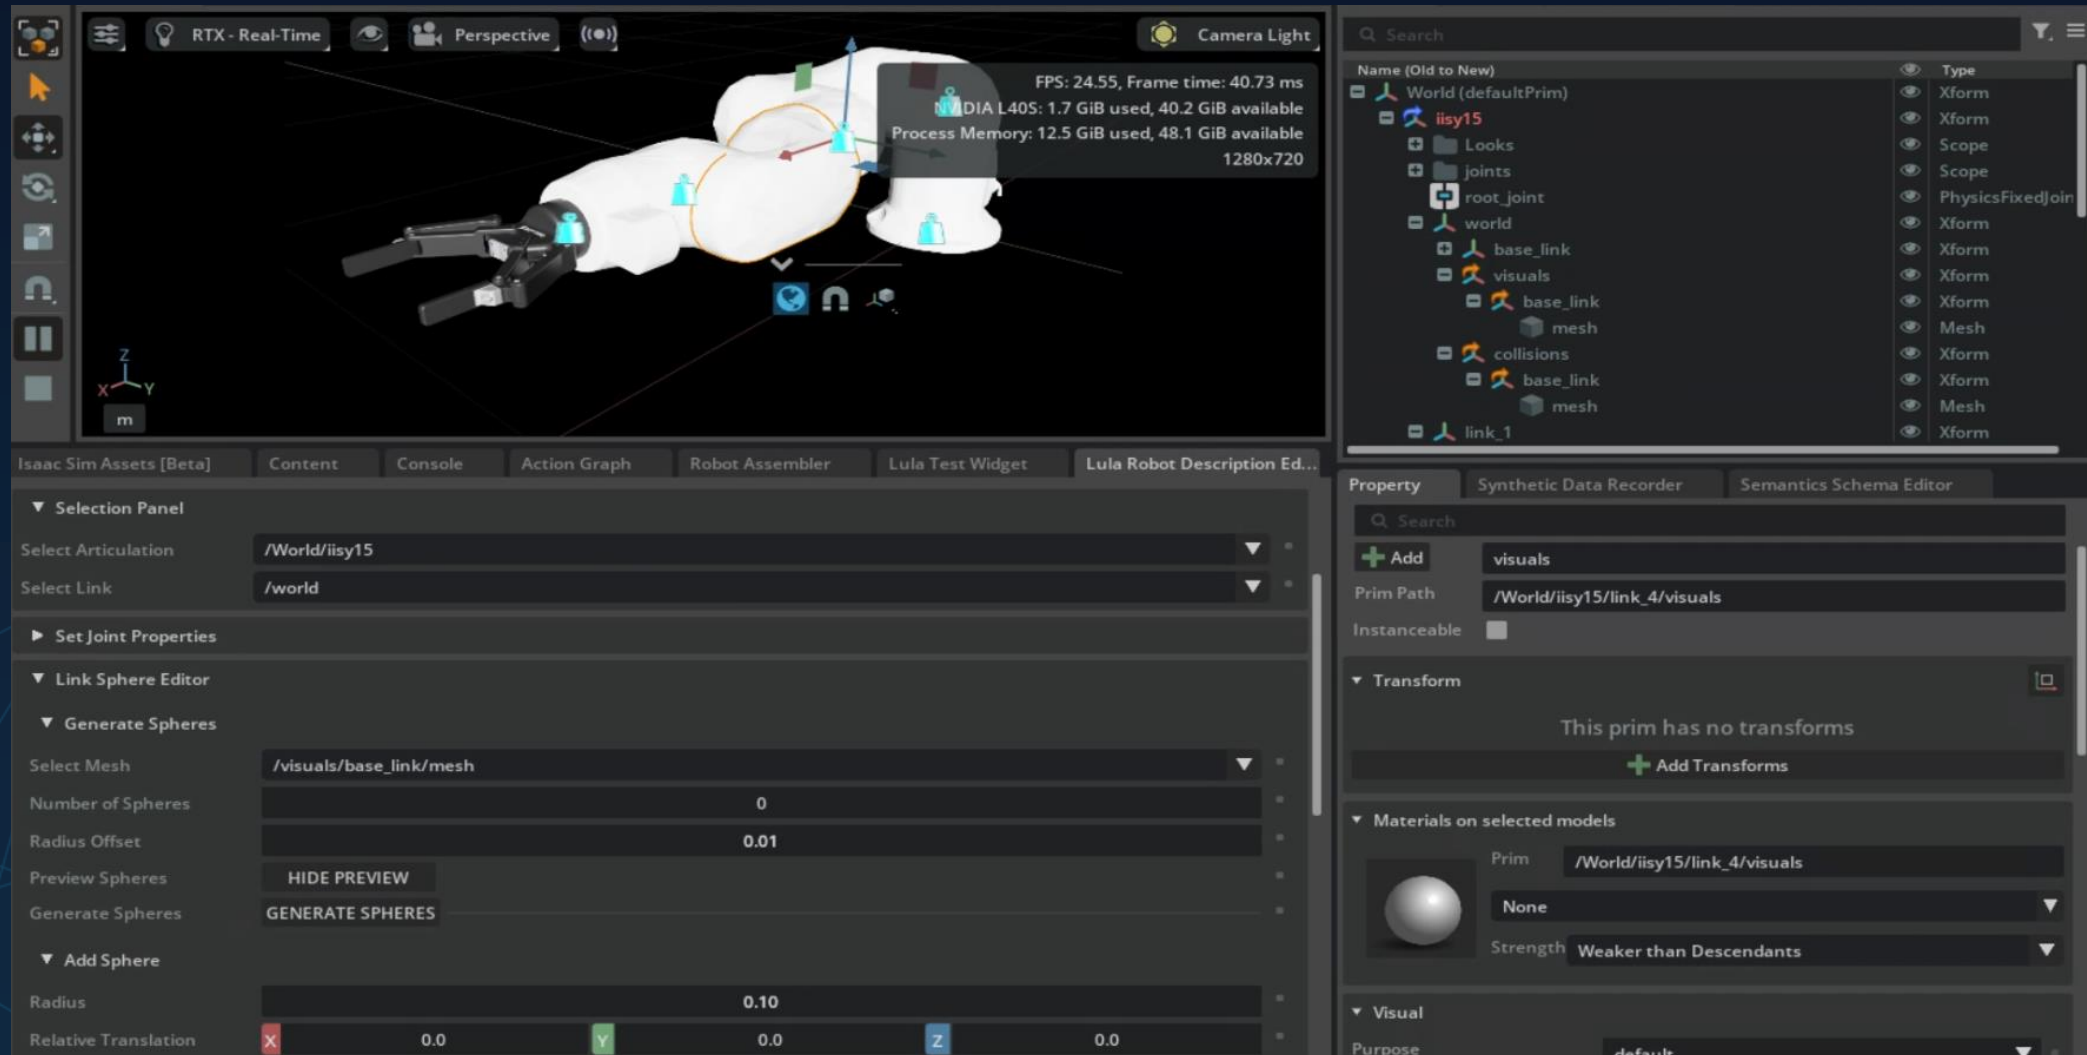 RTX - Real-Time
Perspective
Camera Light
FPS: 24.55, Frame time: 40.73 ms
NVIDIA L40S: 1.7 GiB used, 40.2 GiB available
Process Memory: 12.5 GiB used, 48.1 GiB available
1280x720
Z
X
Y
m
Search
Name (Old to New)
Type
World (defaultPrim)
Xform
iisy15
Xform
Looks
Scope
joints
Scope
root_joint
PhysicsFixedJoin
world
Xform
base_link
Xform
visuals
Xform
base_link
Xform
mesh
Mesh
collisions
Xform
base_link
Xform
mesh
Mesh
link_1
Xform
Isaac Sim Assets [Beta]
Content
Console
Action Graph
Robot Assembler
Lula Test Widget
Lula Robot Description Ed...
Selection Panel
Select Articulation
/World/iisy15
Select Link
/world
Set Joint Properties
Link Sphere Editor
Generate Spheres
Select Mesh
/visuals/base_link/mesh
Number of Spheres
0
Radius Offset
0.01
Preview Spheres
HIDE PREVIEW
Generate Spheres
GENERATE SPHERES
Add Sphere
Radius
0.10
Relative Translation
X
0.0
Y
0.0
Z
0.0
Property
Synthetic Data Recorder
Semantics Schema Editor
Search
Add
visuals
Prim Path
/World/iisy15/link_4/visuals
Instanceable
Transform
This prim has no transforms
Add Transforms
Materials on selected models
Prim
/World/iisy15/link_4/visuals
None
Strength
Weaker than Descendants
Visual
Purpose
default